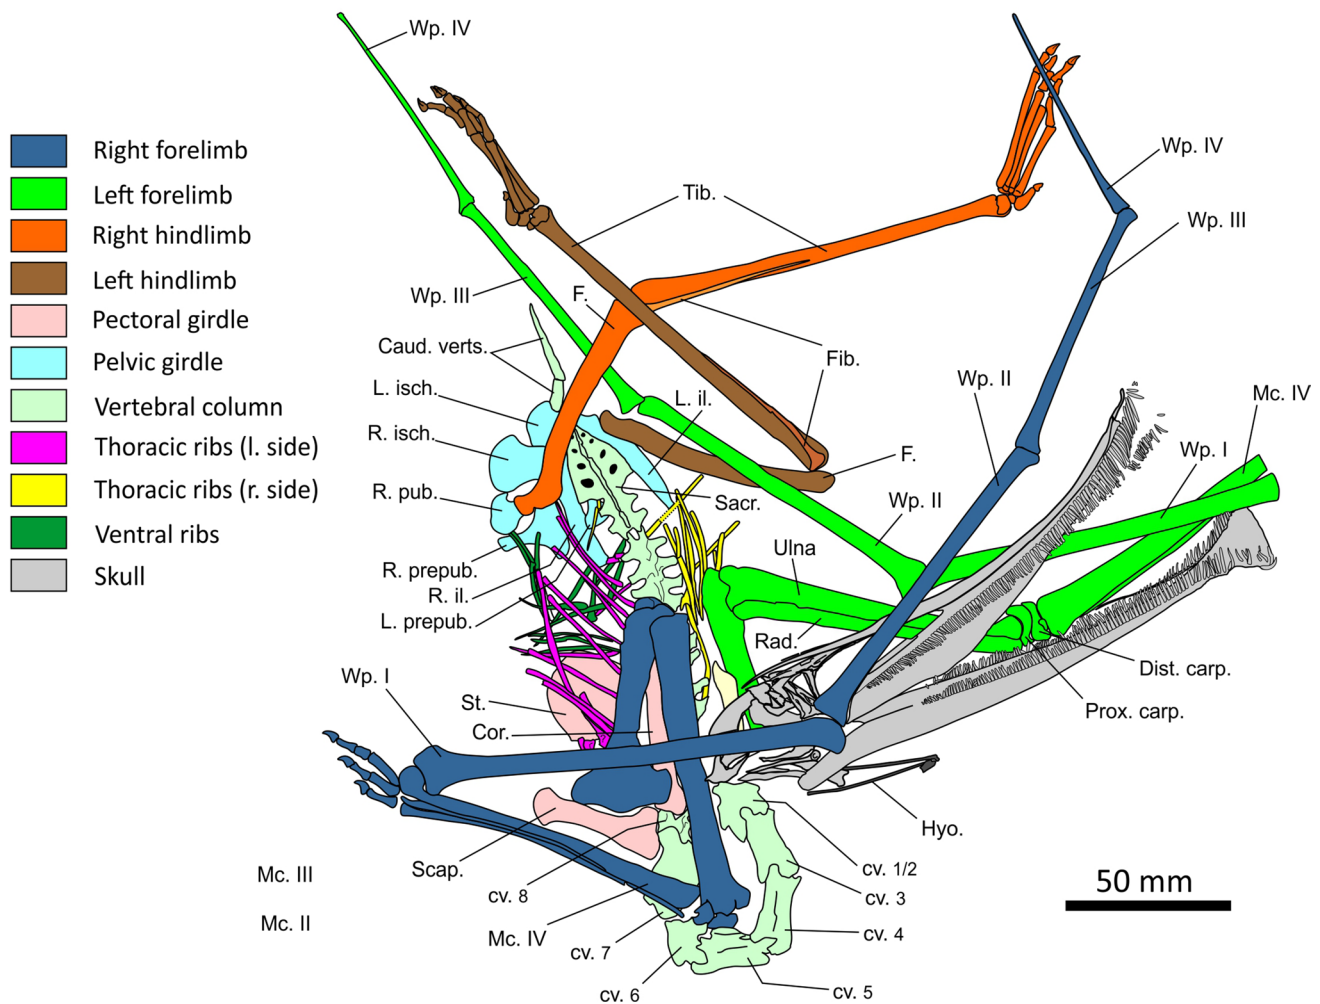 Right forelimb
Left forelimb
Right hindlimb
Left hindlimb
Pectoral girdle
Pelvic girdle
Vertebral column
Thoracic ribs (l. side)
Thoracic ribs (r. side)
Ventral ribs
Skull
Wp. IV
Tib.
Wp. IV
Wp. III
Wp. III
F.
Caud. verts.
Fib.
L. isch.
L. il.
Wp. II
Mc. IV
R. isch.
F.
Wp. I
R. pub.
Sacr.
Wp. II
Ulna
R. prepub.
R. il.
L. prepub.
Rad.
Dist. carp.
Wp. I
St.
Prox. carp.
Cor.
Hyo.
Scap.
cv. 1/2
Mc. III
50 mm
cv. 8
cv. 3
Mc. II
Mc. IV
cv. 4
cv. 7
cv. 6
cv. 5